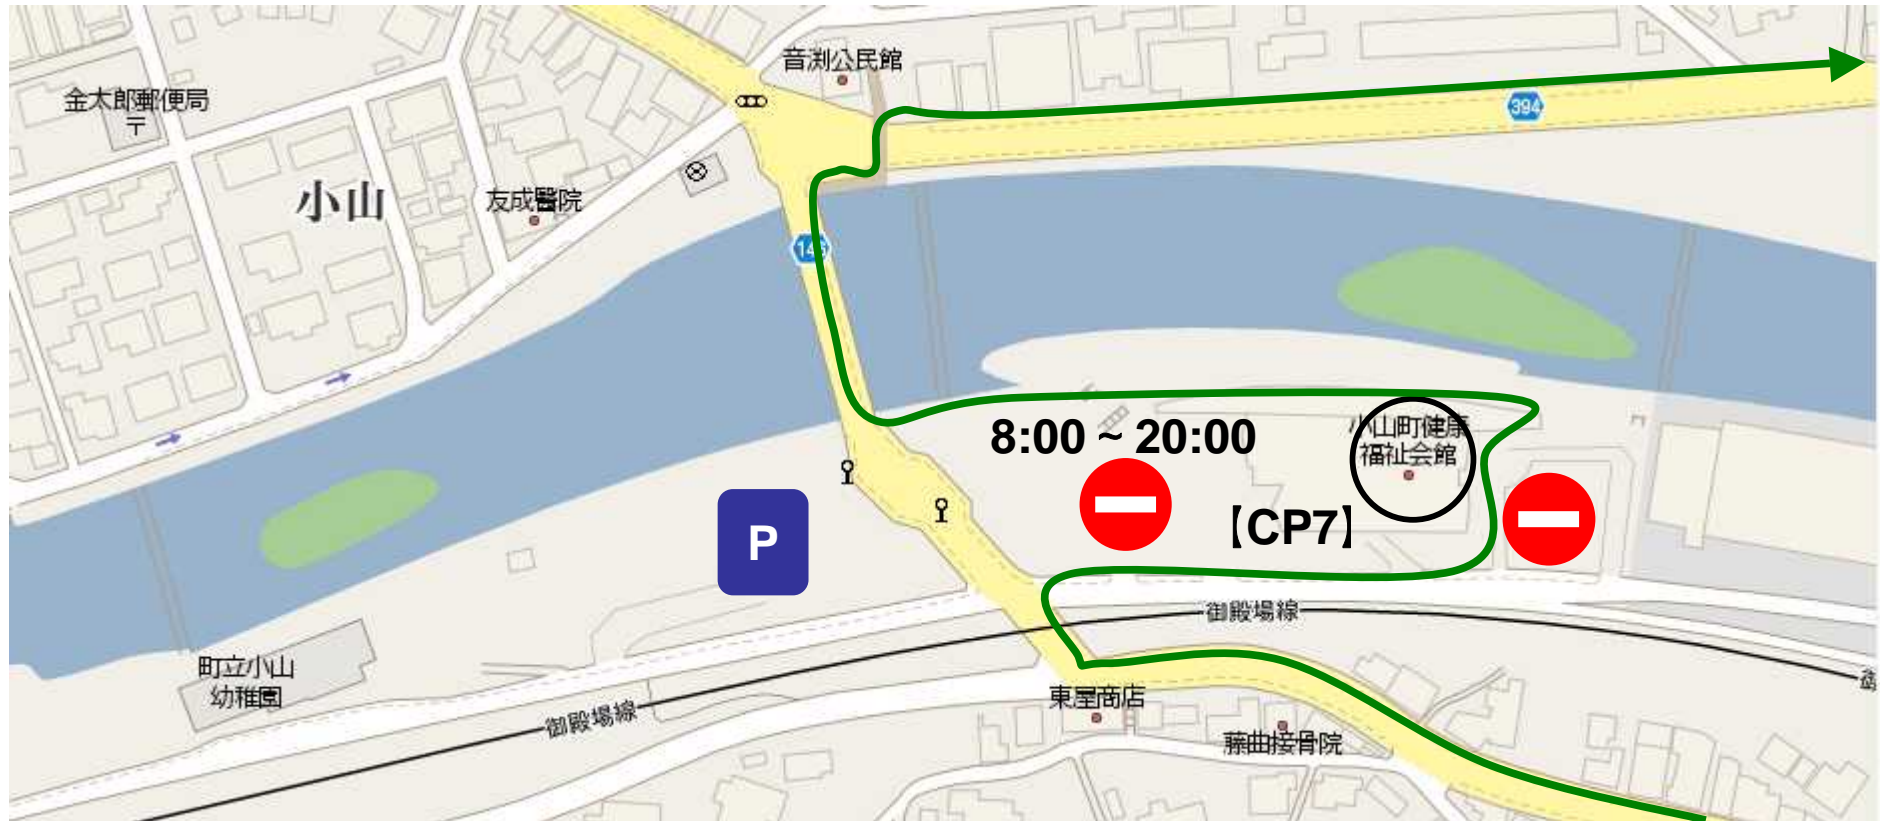 音渕公民館
金太郎郵便局
〒
394
小山
友成醫院
146
小山町健康
福祉会館
8:00 ~ 20:00
【CP7】
P
御殿場線
町立小山
幼稚園
東屋商店
御殿場線
藤曲接骨院